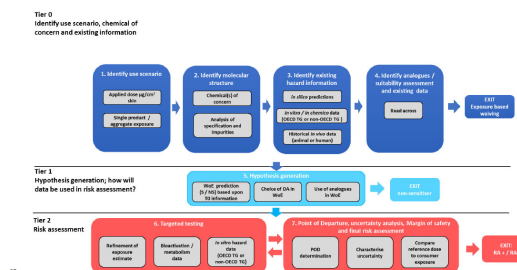 Tier 0
Identify use scenario, chemical of
concern and existing information
1. Identify use scenario
Applied dose µg/cm²
skin
Single product /
aggregate exposure
2. Identify molecular
structure
Chemical(s) of
concern
Analysis of
specification and
impurities
3. Identify existing
hazard information
In silico predictions
In vitro / in chemico data
(OECD TG or non-OECD TG)
Historical in vivo data
(animal or human)
4. Identify analogues /
suitability assessment
and existing data
Read across
EXIT
Exposure based
waiving
Tier 1
Hypothesis generation; how will
data be used in risk assessment?
5. Hypothesis generation
WoE prediction
(S / NS) based upon
T0 information
Choice of DA in
WoE
Use of analogues
in WoE
EXIT
non-sensitiser
Tier 2
Risk assessment
6. Targeted testing
Refinement of
exposure
estimate
Bioactivation /
metabolism
data
In vitro hazard
data
(OECD TG or
non-OECD TG)
7. Point of Departure, uncertainty analysis, Margin of safety
and final risk assessment
POD
determination
Characterise
uncertainty
Compare
reference dose
to consumer
exposure
EXIT:
RA + / RA